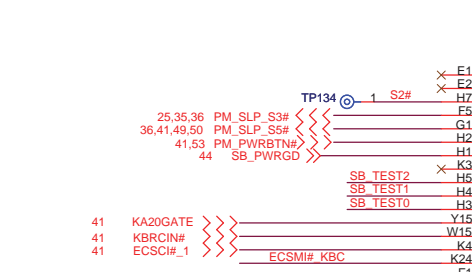 E1
E2
TP134 1 S2# H7
25,35,36 PM_SLP_S3# F5
36,41,49,50 PM_SLP_S5# G1
41,53 PM_PWRBTN# H2
44 SB_PWRGD H1
K3
SB_TEST2 H5
SB_TEST1 H4
SB_TEST0 H3
41 KA20GATE Y15
41 KBRCIN# W15
41 ECSCI#_1 K4
ECSMI#_KBC K24